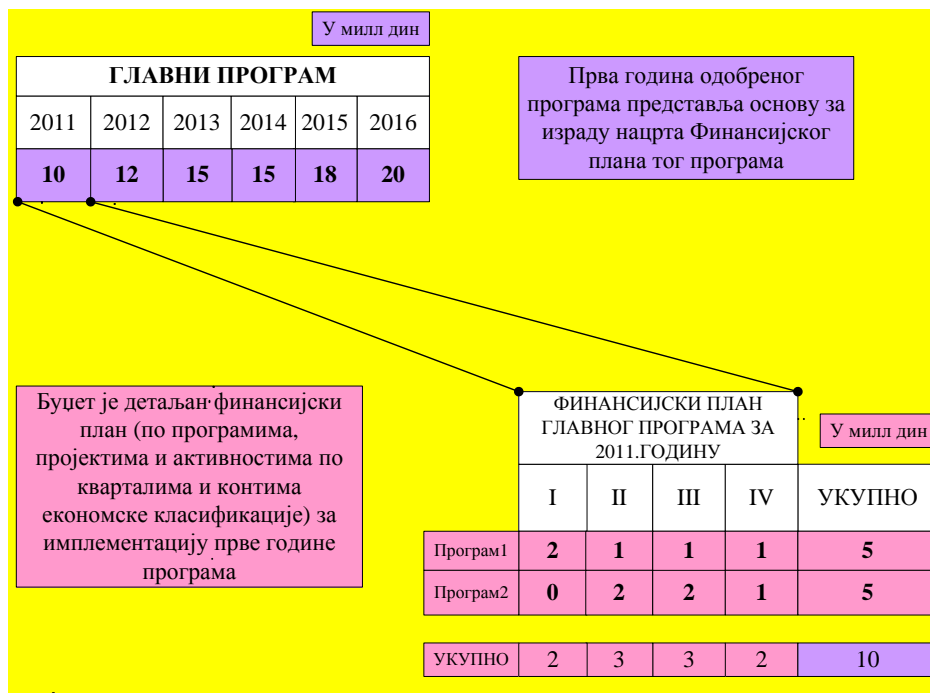 У милл дин
ГЛАВНИ ПРОГРАМ
2011 2012 2013 2014 2015 2016
10 12 15 15 18 20
Прва година одобреног
програма представља основу за
израду нацрта Финансијског
плана тог програма
Буџет је детаљан финансијски
план (по програмима,
пројектима и активностима по
кварталима и контима
економске класификације) за
имплементацију прве године
програма
ФИНАНСИЈСКИ ПЛАН
ГЛАВНОГ ПРОГРАМА ЗА
2011.ГОДИНУ
У милл дин
I II III IV УКУПНО
Програм1 2 1 1 1 5
Програм2 0 2 2 1 5
УКУПНО 2 3 3 2 10